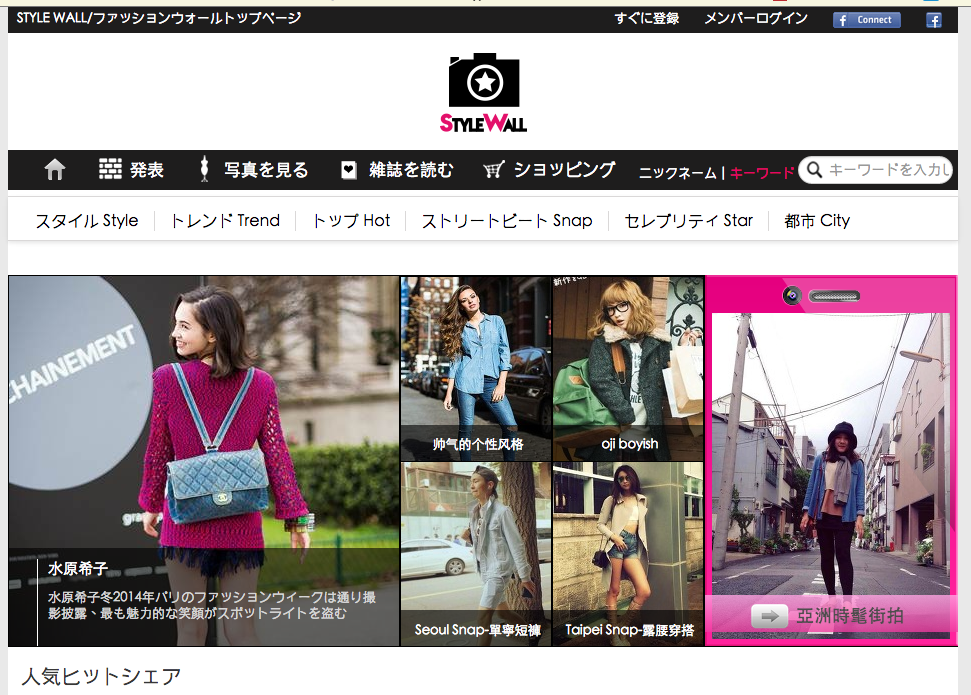 STYLE WALL/ファッションウォールトップページ
すぐに登録
メンバーログイン
Connect
STYLEWALL
発表
写真を見る
雑誌を読む
ショッピング
ニックネーム | キーワード
キーワードを入力し
スタイル Style
トレンド Trend
トップ Hot
ストリートビート Snap
セレブリティ Star
都市 City
CHAINEMENT
水原希子
水原希子冬2014年パリのファッションウィークは通り撮
影披露、最も魅力的な笑顔がスポットライトを盗む
帅气的个性风格
oji boyish
Seoul Snap-單寧短褲
Taipei Snap-露腰穿搭
亞洲時髦街拍
人気ヒットシェア